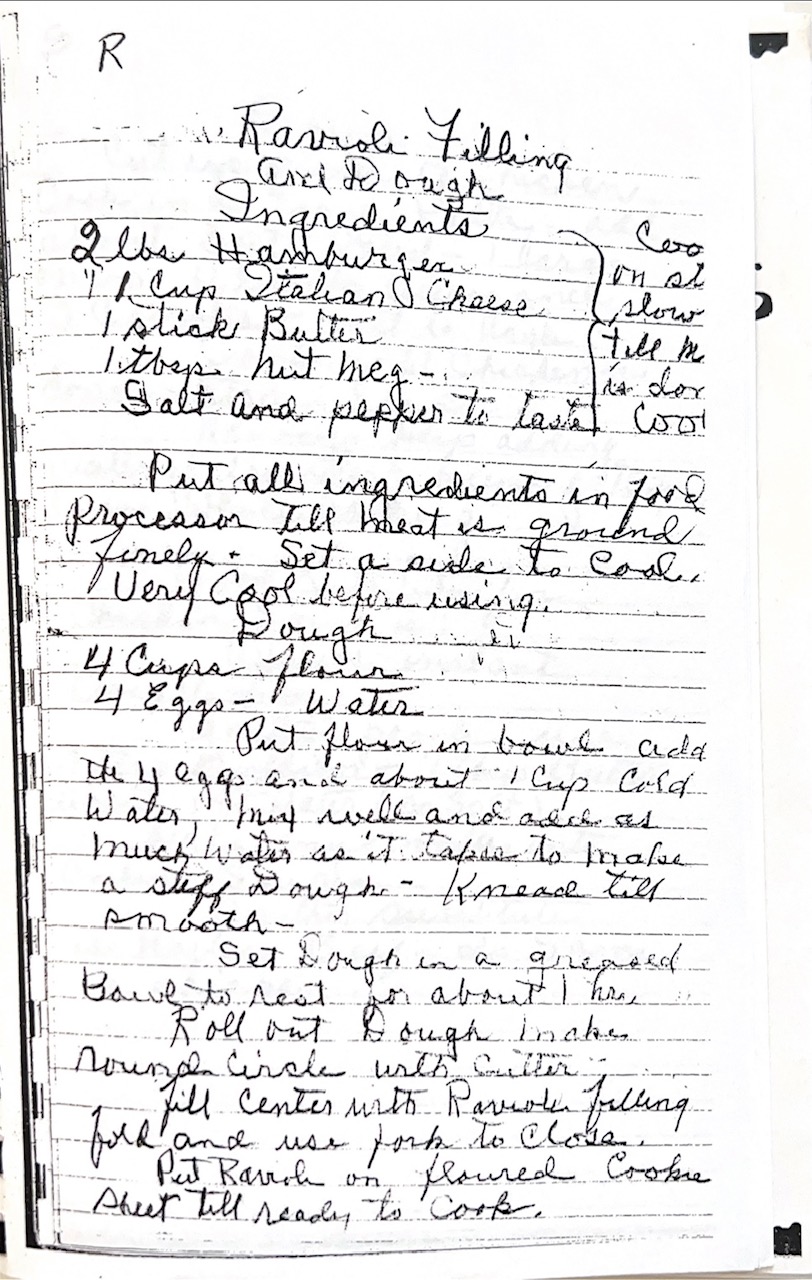 R
Ravioli Filling
and Dough
Ingredients
2 lbs Hamburger
1 Cup Italian Cheese
1 stick Butter
1 tbsp nut meg -
Salt and pepper to taste
Coo
on st
slow
till m
is don
Cool
Put all ingredients in food
Processor till meat is ground
finely. Set a side to Cool.
Very Cool before using.
Dough
4 Cups flour
4 Eggs - Water
Put flour in bowl add
the 4 eggs and about 1 Cup Cold
Water, mix well and add as
much Water as it takes to make
a stiff Dough - Knead till
smooth -
Set Dough in a greased
Bowl to rest for about 1 hr.
Roll out Dough make
round circle with Cutter
fill Center with Ravioli filling
fold and use fork to Close.
Put Ravioli on floured Cookie
Sheet till ready to Cook.